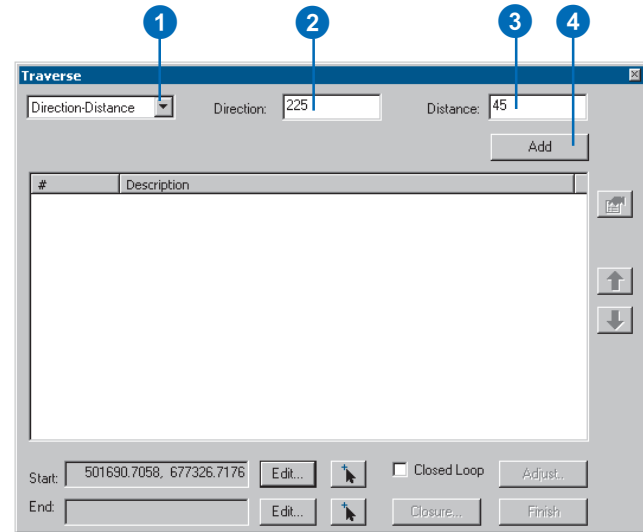 1 2 3 4
Traverse
Direction-Distance Direction: 225 Distance: 45
Add
# Description
Start: 501690.7058, 677326.7176 Edit... Closed Loop Adjust..
End: Edit... Closure... Finish